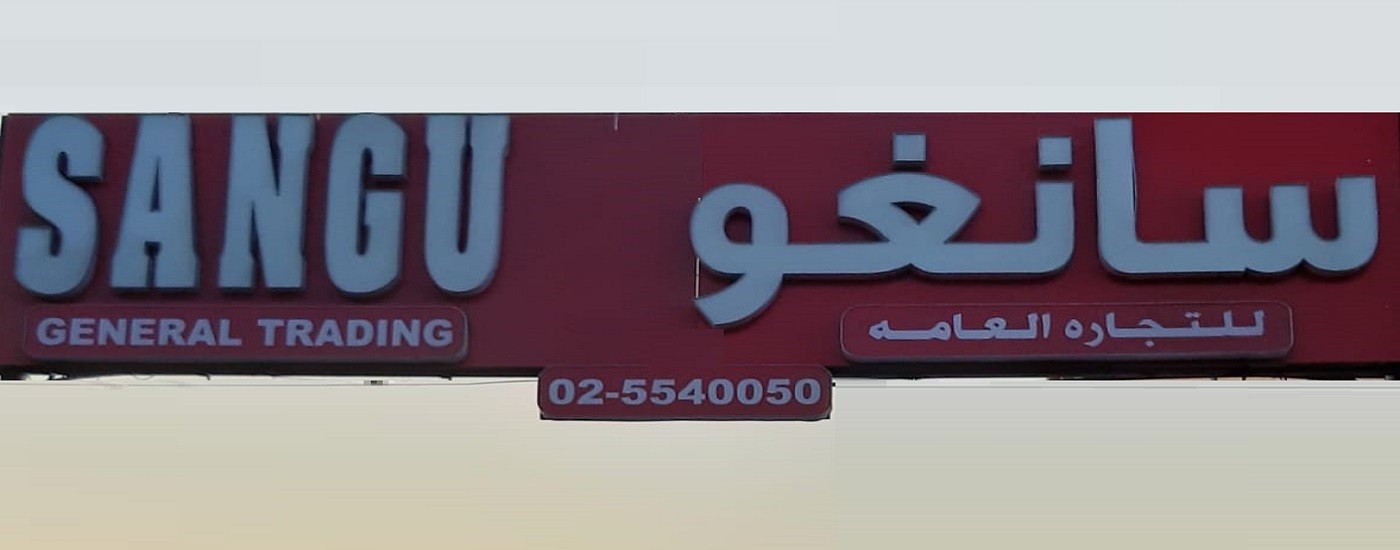 SANGU
سانغو
GENERAL TRADING
للتجاره العامه
02-5540050